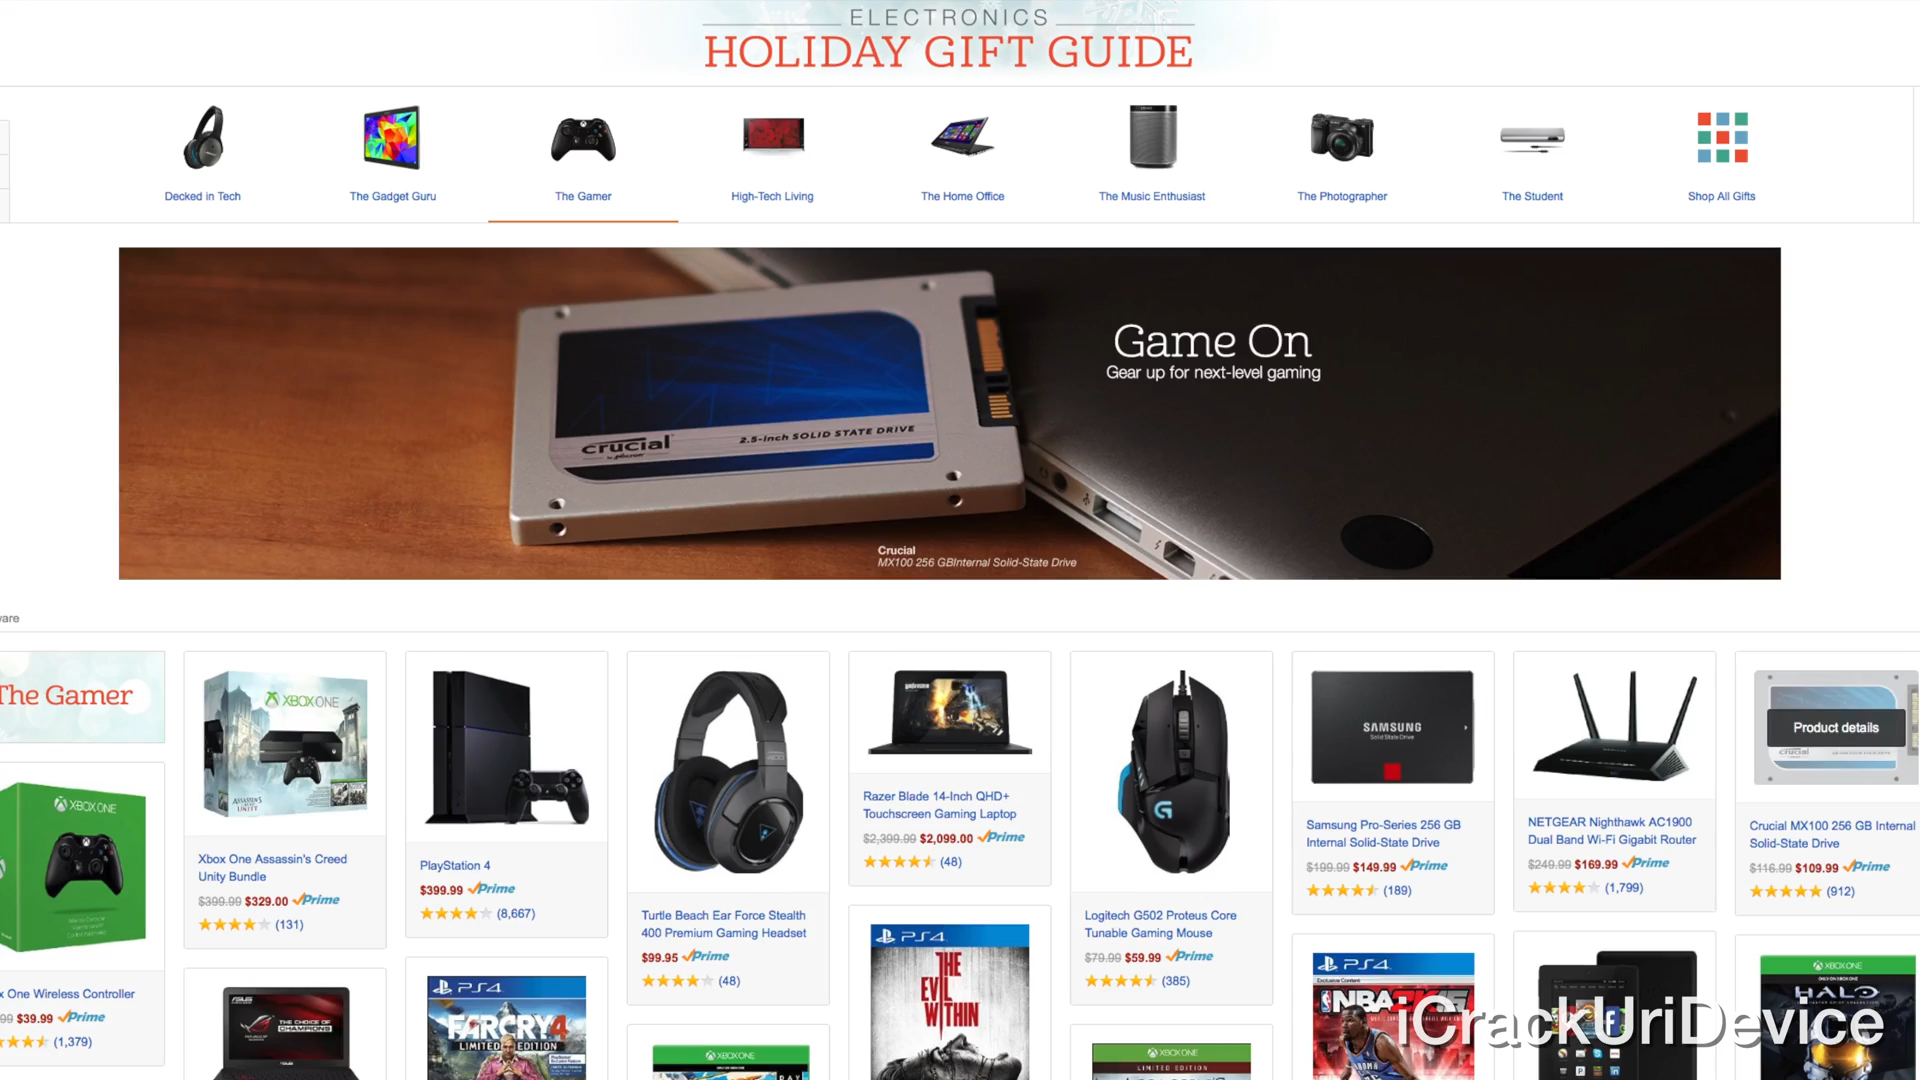 ELECTRONICS
HOLIDAY GIFT GUIDE
Decked in Tech
The Gadget Guru
The Gamer
High-Tech Living
The Home Office
The Music Enthusiast
The Photographer
The Student
Shop All Gifts
Game On
Gear up for next-level gaming
crucial
by Micron
2.5-inch SOLID STATE DRIVE
Crucial
MX100 256 GBInternal Solid-State Drive
The Gamer
XBOX ONE
x One Wireless Controller
$39.99 Prime
(1,379)
XBOX ONE
ASSASSIN'S
CREED
UNITY
Xbox One Assassin's Creed
Unity Bundle
$399.99 $329.00 Prime
(131)
ASUS
THE CHOICE OF
CHAMPIONS
PlayStation 4
$399.99 Prime
(8,667)
PS4
FARCRY4
LIMITED EDITION
Turtle Beach Ear Force Stealth
400 Premium Gaming Headset
$99.95 Prime
(48)
XBOX ONE
DAY
Razer Blade 14-Inch QHD+
Touchscreen Gaming Laptop
$2,399.99 $2,099.00 Prime
(48)
PS4
THE
EVIL
WITHIN
G
Logitech G502 Proteus Core
Tunable Gaming Mouse
$79.99 $59.99 Prime
(385)
XBOX ONE
LIMITED EDITION
SAMSUNG
Solid State Drive
Samsung Pro-Series 256 GB
Internal Solid-State Drive
$199.99 $149.99 Prime
(189)
PS4
NBA 2K15
NETGEAR Nighthawk AC1900
Dual Band Wi-Fi Gigabit Router
$249.99 $169.99 Prime
(1,799)
Product details
crucial
Crucial MX100 256 GB Internal
Solid-State Drive
$116.99 $109.99 Prime
(912)
XBOX ONE
HALO
iCrackUriDevice